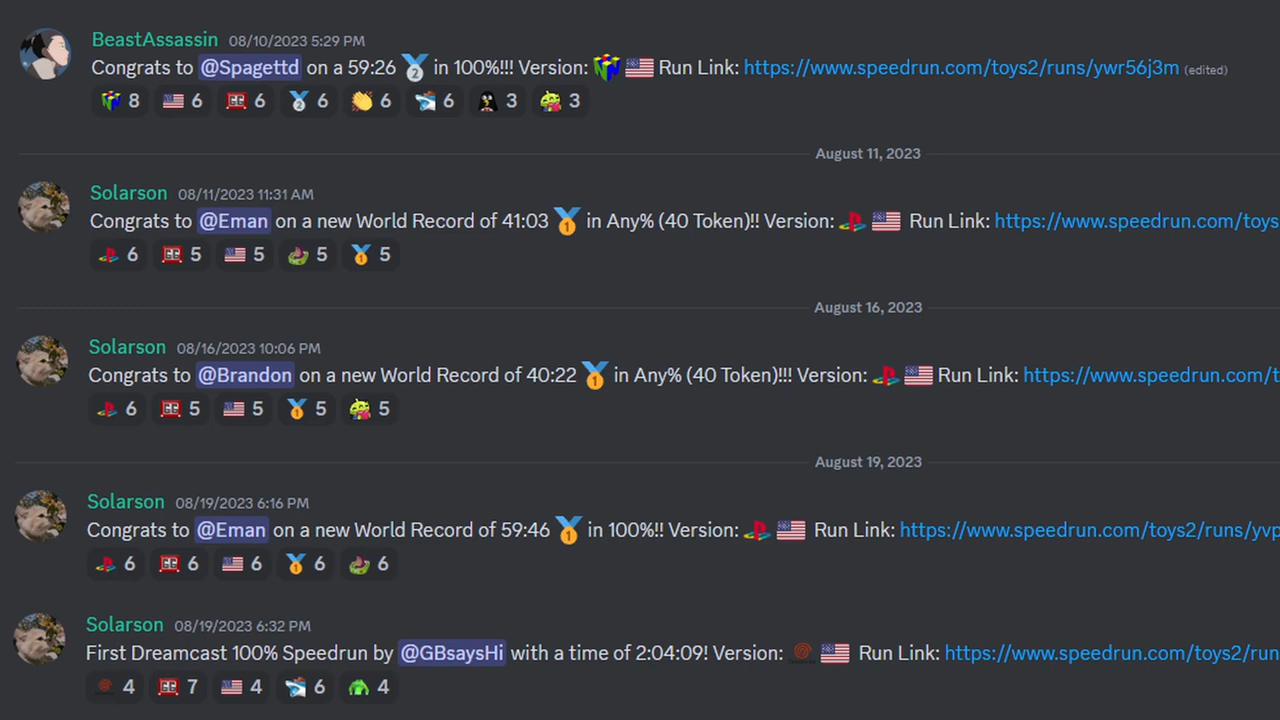 BeastAssassin 08/10/2023 5:29 PM
Congrats to @Spagettd on a 59:26 🥈 in 100%!!! Version: 🇺🇸 Run Link: https://www.speedrun.com/toys2/runs/ywr56j3m (edited)
8 6 6 6 6 6 3 3
August 11, 2023
Solarson 08/11/2023 11:31 AM
Congrats to @Eman on a new World Record of 41:03 🥇 in Any% (40 Token)!! Version: 🇺🇸 Run Link: https://www.speedrun.com/toys
6 5 5 5 5
August 16, 2023
Solarson 08/16/2023 10:06 PM
Congrats to @Brandon on a new World Record of 40:22 🥇 in Any% (40 Token)!!! Version: 🇺🇸 Run Link: https://www.speedrun.com/t
6 5 5 5 5
August 19, 2023
Solarson 08/19/2023 6:16 PM
Congrats to @Eman on a new World Record of 59:46 🥇 in 100%!! Version: 🇺🇸 Run Link: https://www.speedrun.com/toys2/runs/yvp
6 6 6 6 6
Solarson 08/19/2023 6:32 PM
First Dreamcast 100% Speedrun by @GBsaysHi with a time of 2:04:09! Version: 🇺🇸 Run Link: https://www.speedrun.com/toys2/run
4 7 4 6 4